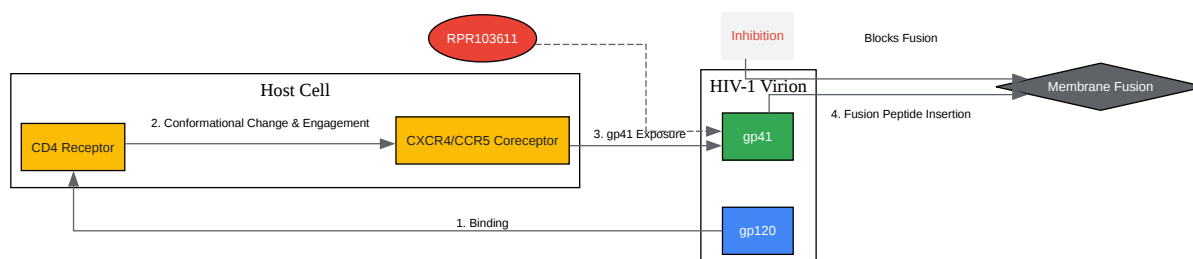 RPR103611
Inhibition
Blocks Fusion
Host Cell
HIV-1 Virion
Membrane Fusion
2. Conformational Change & Engagement
4. Fusion Peptide Insertion
CD4 Receptor
CXCR4/CCR5 Coreceptor
3. gp41 Exposure
gp41
1. Binding
gp120